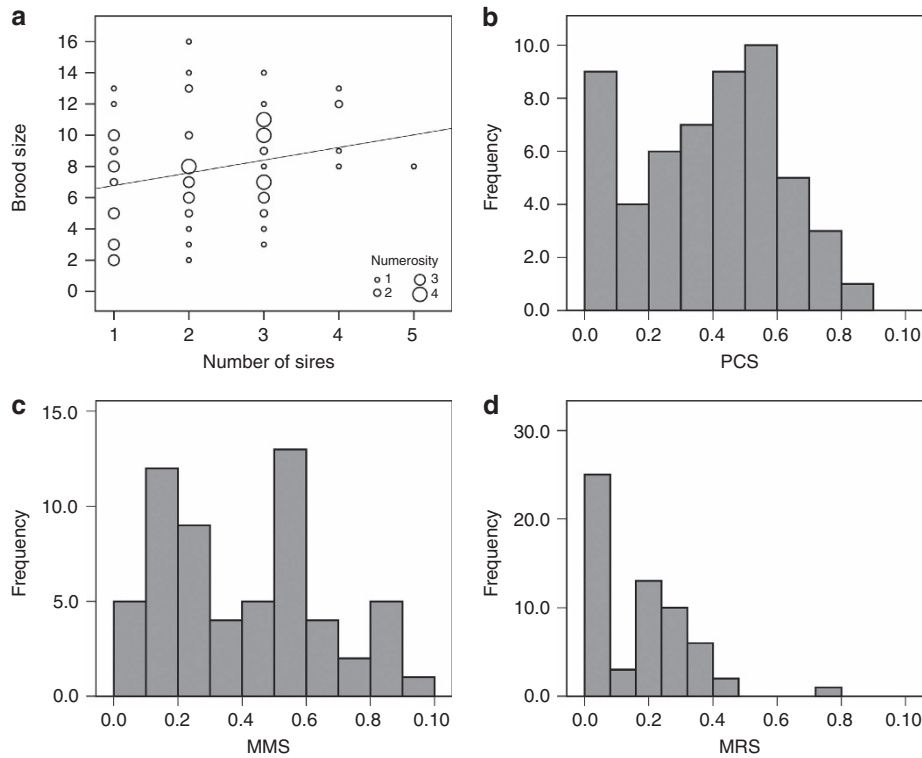 a
16
14
12
10
8
6
4
2
0
Brood size
Numerosity
1 3
2 4
1 2 3 4 5
Number of sires
b
10.0
8.0
6.0
4.0
2.0
0.0
Frequency
0.0 0.2 0.4 0.6 0.8 0.10
PCS
c
15.0
10.0
5.0
0.0
Frequency
0.0 0.2 0.4 0.6 0.8 0.10
MMS
d
30.0
20.0
10.0
0.0
Frequency
0.0 0.2 0.4 0.6 0.8 0.10
MRS